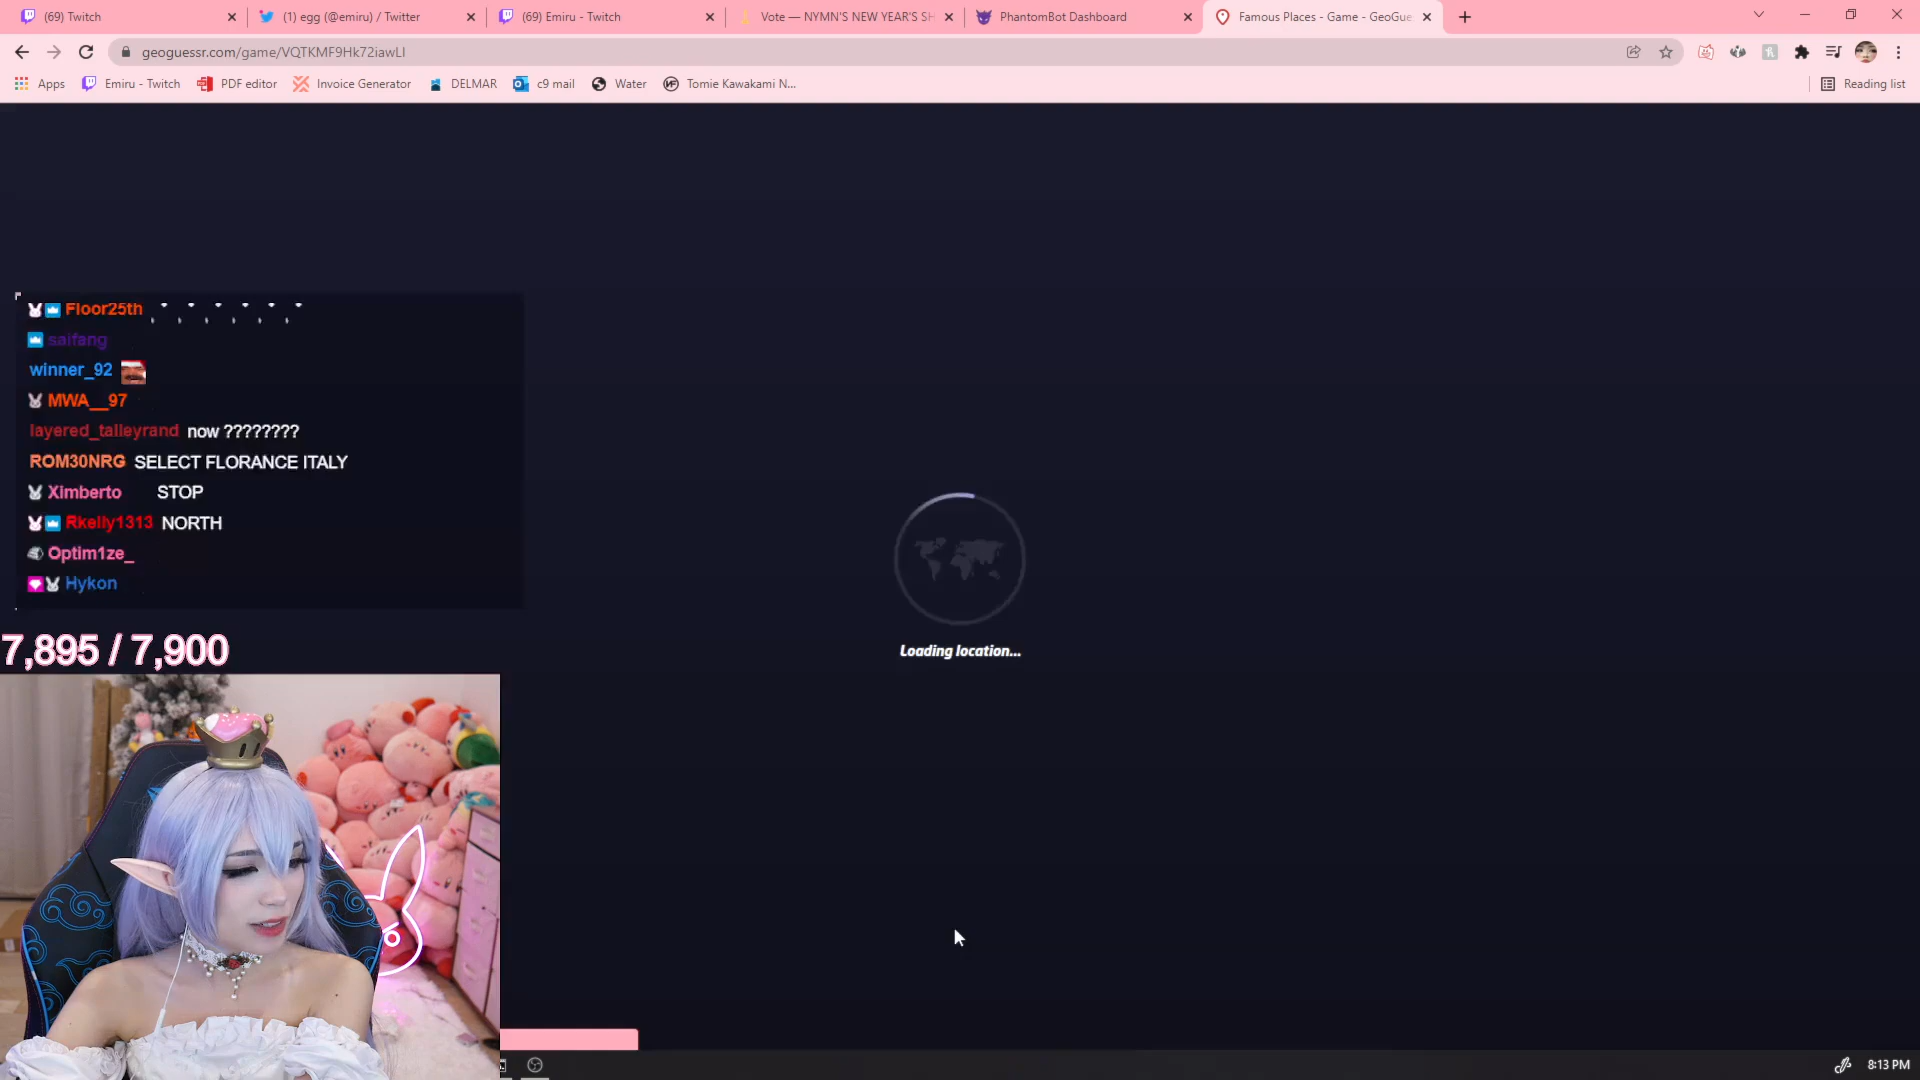 (69) Twitch
(1) egg (@emiru) / Twitter
(69) Emiru - Twitch
Vote — NYMN'S NEW YEAR'S SH
PhantomBot Dashboard
Famous Places - Game - GeoGue
geoguessr.com/game/VQTKMF9Hk72iawLI
Apps
Emiru - Twitch
PDF editor
Invoice Generator
DELMAR
c9 mail
Water
Tomie Kawakami N...
Reading list
Floor25th
saifang
winner_92
MWA__97
layered_talleyrand now ????????
ROM30NRG SELECT FLORANCE ITALY
Ximberto STOP
Rkelly1313 NORTH
Optim1ze_
Hykon
7,895 / 7,900
Loading location...
8:13 PM